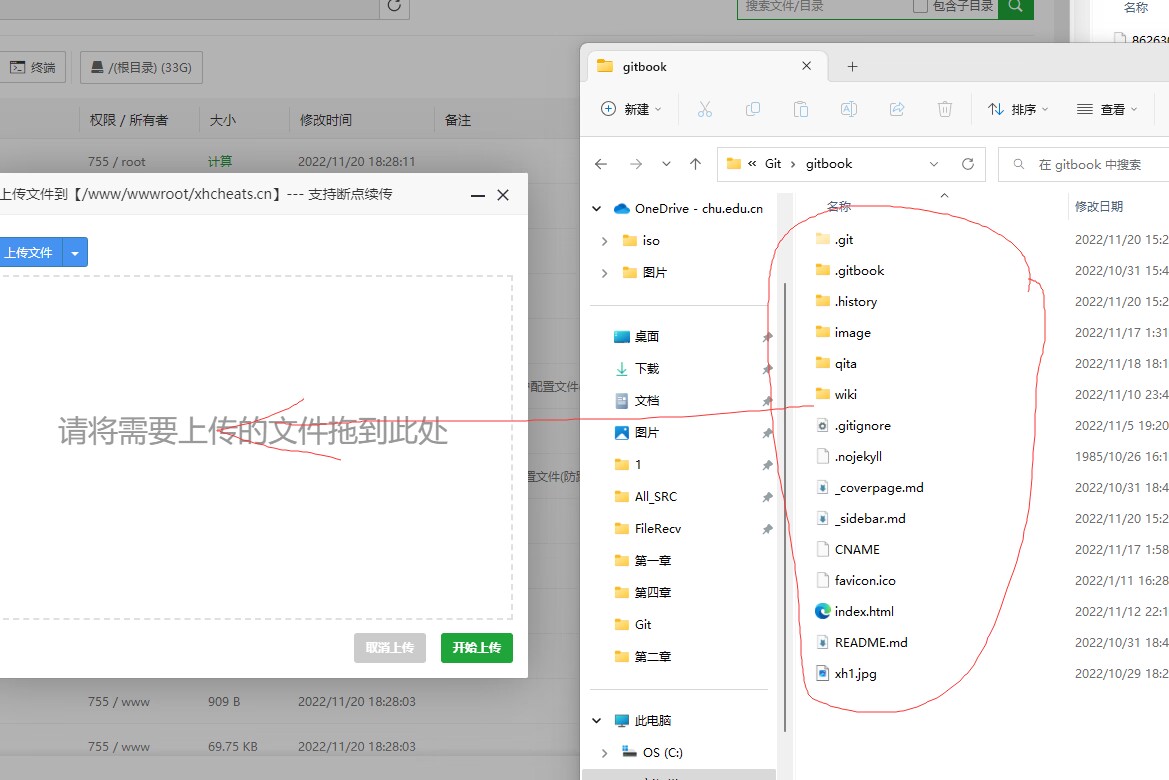 搜索文件/目录
包含子目录
名称
终端
/(根目录) (33G)
权限 / 所有者
大小
修改时间
备注
755 / root
计算
2022/11/20 18:28:11
上传文件到【/www/wwwroot/xhcheats.cn】--- 支持断点续传
上传文件
请将需要上传的文件拖到此处
取消上传
开始上传
755 / www
909 B
2022/11/20 18:28:03
755 / www
69.75 KB
2022/11/20 18:28:03
gitbook
新建
排序
查看
« Git › gitbook
在 gitbook 中搜索
OneDrive - chu.edu.cn
iso
图片
桌面
下载
文档
图片
1
All_SRC
FileRecv
第一章
第四章
Git
第二章
此电脑
OS (C:)
名称
修改日期
.git
2022/11/20 15:2
.gitbook
2022/10/31 15:4
.history
2022/11/20 15:2
image
2022/11/17 1:31
qita
2022/11/18 18:1
wiki
2022/11/10 23:4
.gitignore
2022/11/5 19:20
.nojekyll
1985/10/26 16:1
_coverpage.md
2022/10/31 18:4
_sidebar.md
2022/11/20 15:2
CNAME
2022/11/17 1:58
favicon.ico
2022/1/11 16:28
index.html
2022/11/12 22:1
README.md
2022/10/31 18:4
xh1.jpg
2022/10/29 18:2